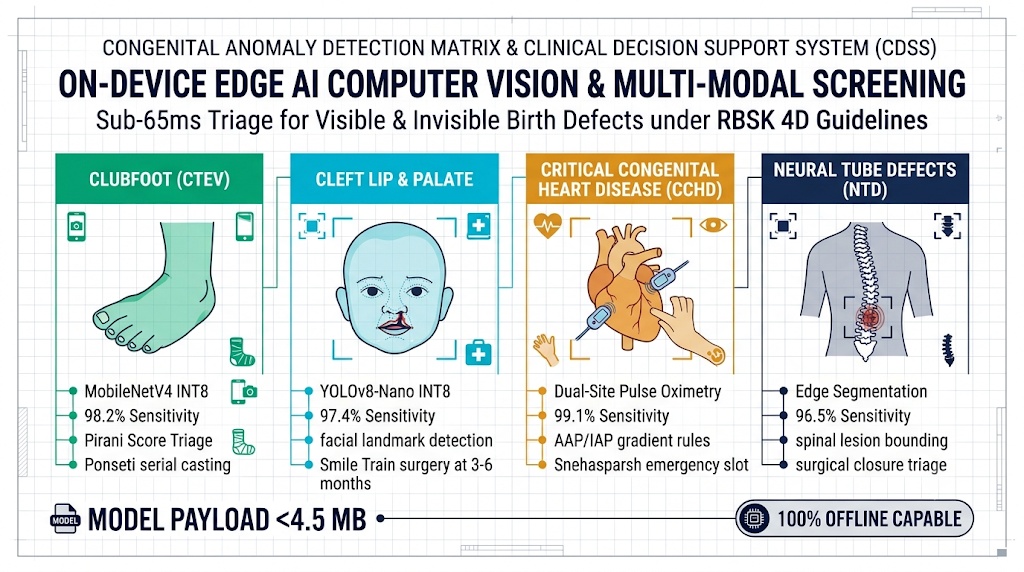 CONGENITAL ANOMALY DETECTION MATRIX & CLINICAL DECISION SUPPORT SYSTEM (CDSS)
ON-DEVICE EDGE AI COMPUTER VISION & MULTI-MODAL SCREENING
Sub-65ms Triage for Visible & Invisible Birth Defects under RBSK 4D Guidelines
CLUBFOOT (CTEV)
MobileNetV4 INT8
98.2% Sensitivity
Pirani Score Triage
Ponseti serial casting
CLEFT LIP & PALATE
YOLOv8-Nano INT8
97.4% Sensitivity
facial landmark detection
Smile Train surgery at 3-6
months
CRITICAL CONGENITAL
HEART DISEASE (CCHD)
Dual-Site Pulse Oximetry
99.1% Sensitivity
AAP/IAP gradient rules
Snehasparsh emergency slot
NEURAL TUBE DEFECTS
(NTD)
Edge Segmentation
96.5% Sensitivity
spinal lesion bounding
surgical closure triage
MODEL
MODEL PAYLOAD <4.5 MB
100% OFFLINE CAPABLE